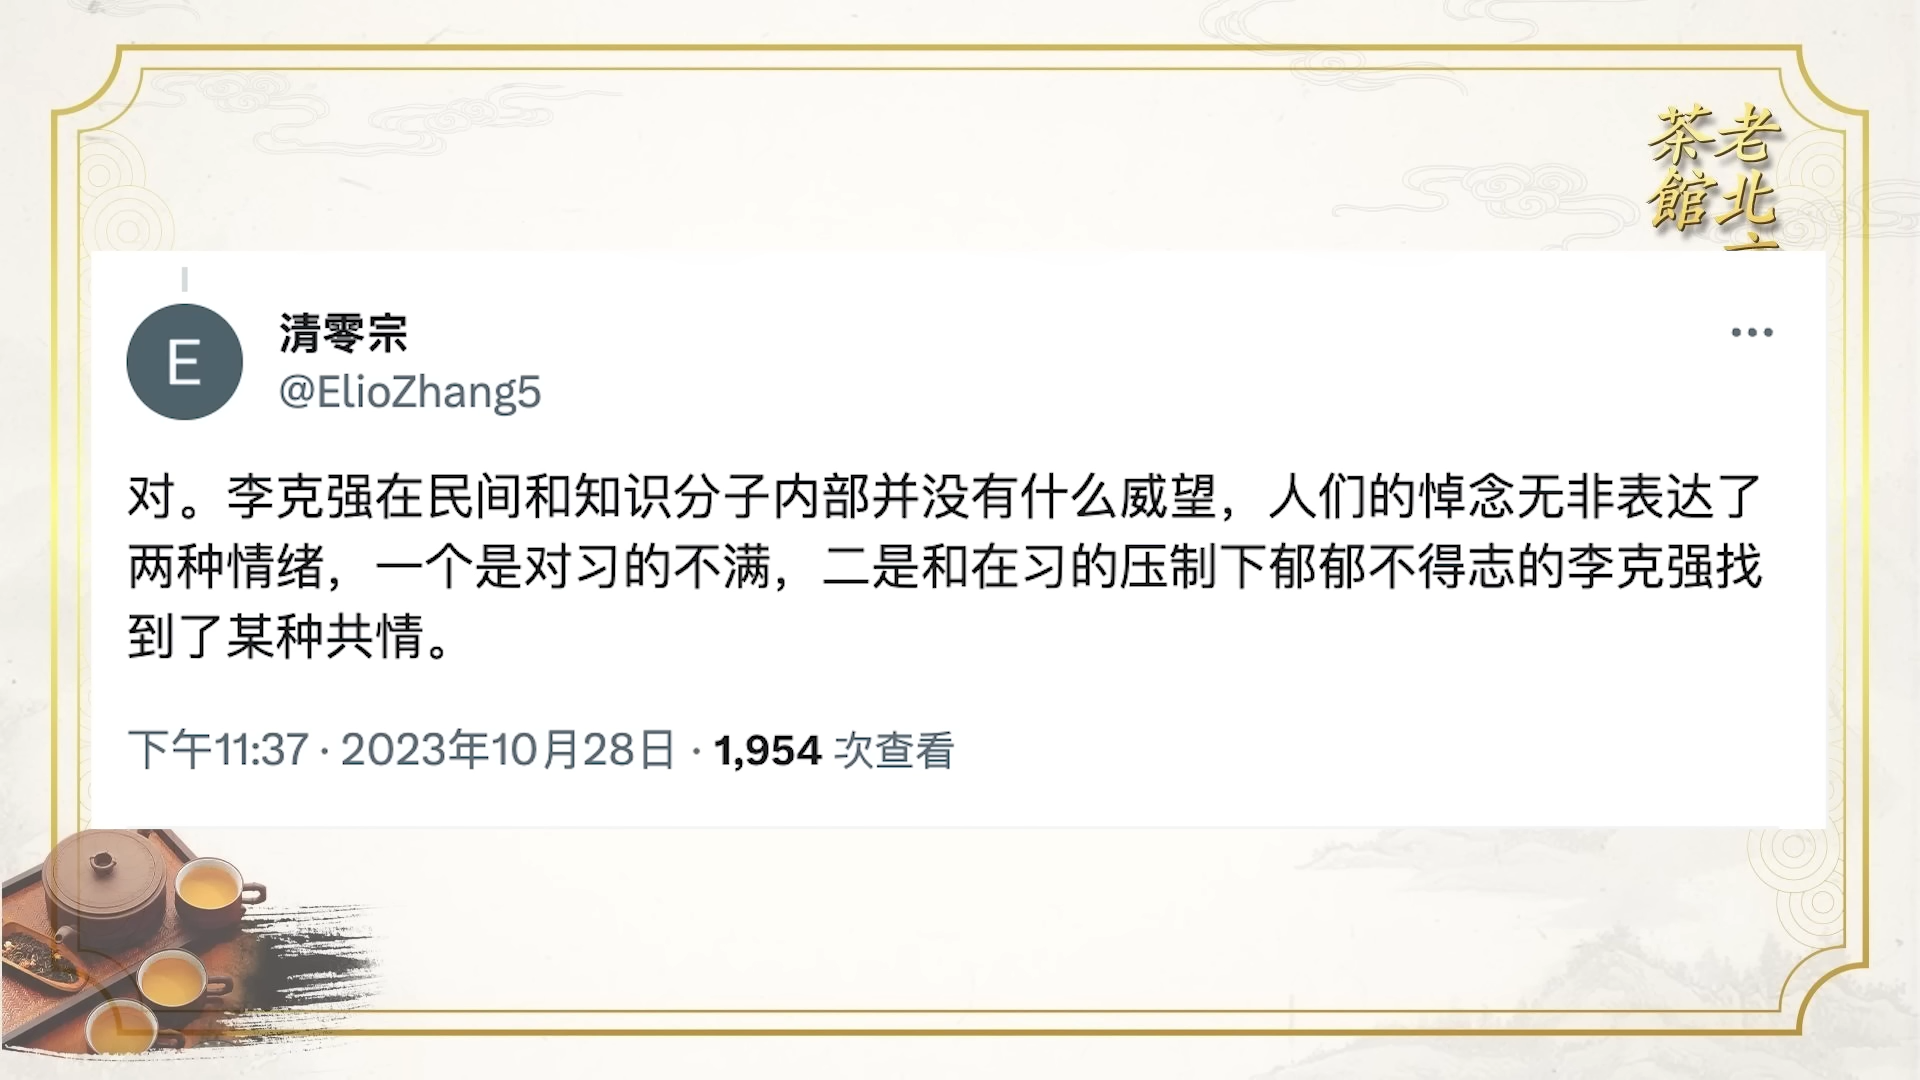 老北
茶館
E
清零宗
@ElioZhang5
对。李克强在民间和知识分子内部并没有什么威望，人们的悼念无非表达了
两种情绪，一个是对习的不满，二是和在习的压制下郁郁不得志的李克强找
到了某种共情。
下午11:37 · 2023年10月28日 · 1,954 次查看